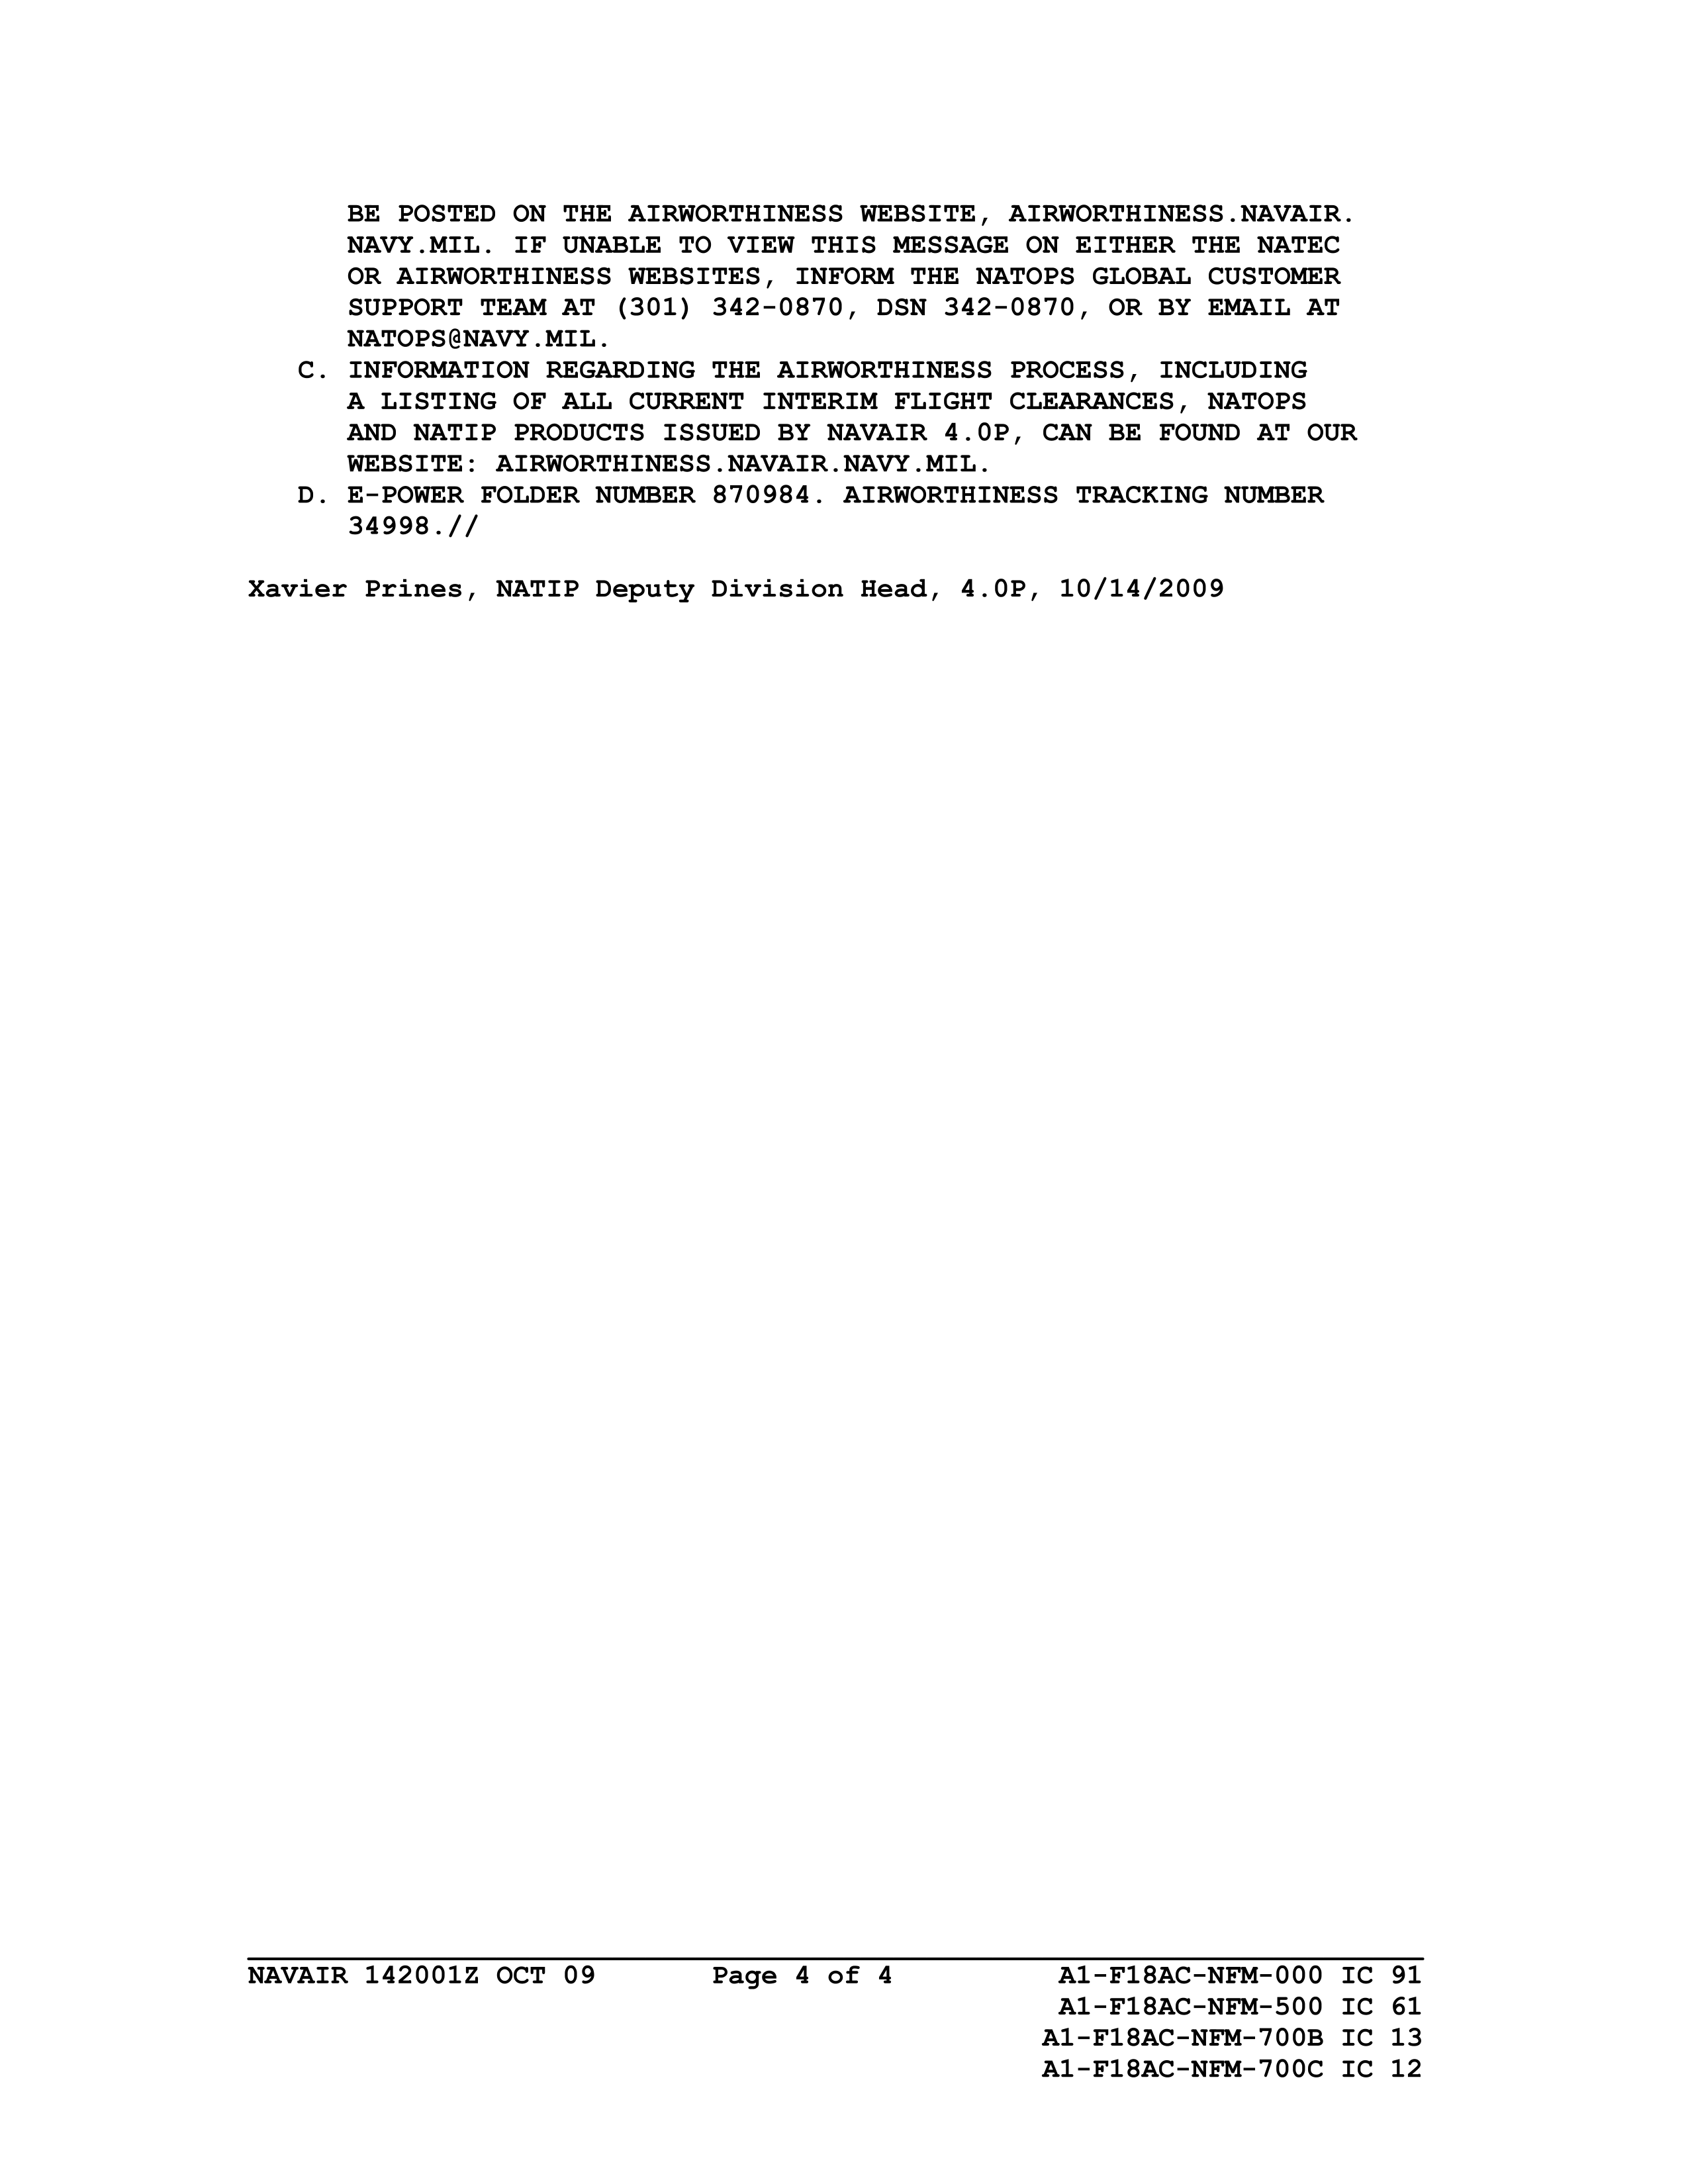 BE POSTED ON THE AIRWORTHINESS WEBSITE, AIRWORTHINESS.NAVAIR.
NAVY.MIL. IF UNABLE TO VIEW THIS MESSAGE ON EITHER THE NATEC
OR AIRWORTHINESS WEBSITES, INFORM THE NATOPS GLOBAL CUSTOMER
SUPPORT TEAM AT (301) 342-0870, DSN 342-0870, OR BY EMAIL AT
NATOPS@NAVY.MIL.
C. INFORMATION REGARDING THE AIRWORTHINESS PROCESS, INCLUDING
A LISTING OF ALL CURRENT INTERIM FLIGHT CLEARANCES, NATOPS
AND NATIP PRODUCTS ISSUED BY NAVAIR 4.0P, CAN BE FOUND AT OUR
WEBSITE: AIRWORTHINESS.NAVAIR.NAVY.MIL.
D. E-POWER FOLDER NUMBER 870984. AIRWORTHINESS TRACKING NUMBER
34998.//
Xavier Prines, NATIP Deputy Division Head, 4.0P, 10/14/2009
NAVAIR 142001Z OCT 09 Page 4 of 4 A1-F18AC-NFM-000 IC 91
A1-F18AC-NFM-500 IC 61
A1-F18AC-NFM-700B IC 13
A1-F18AC-NFM-700C IC 12